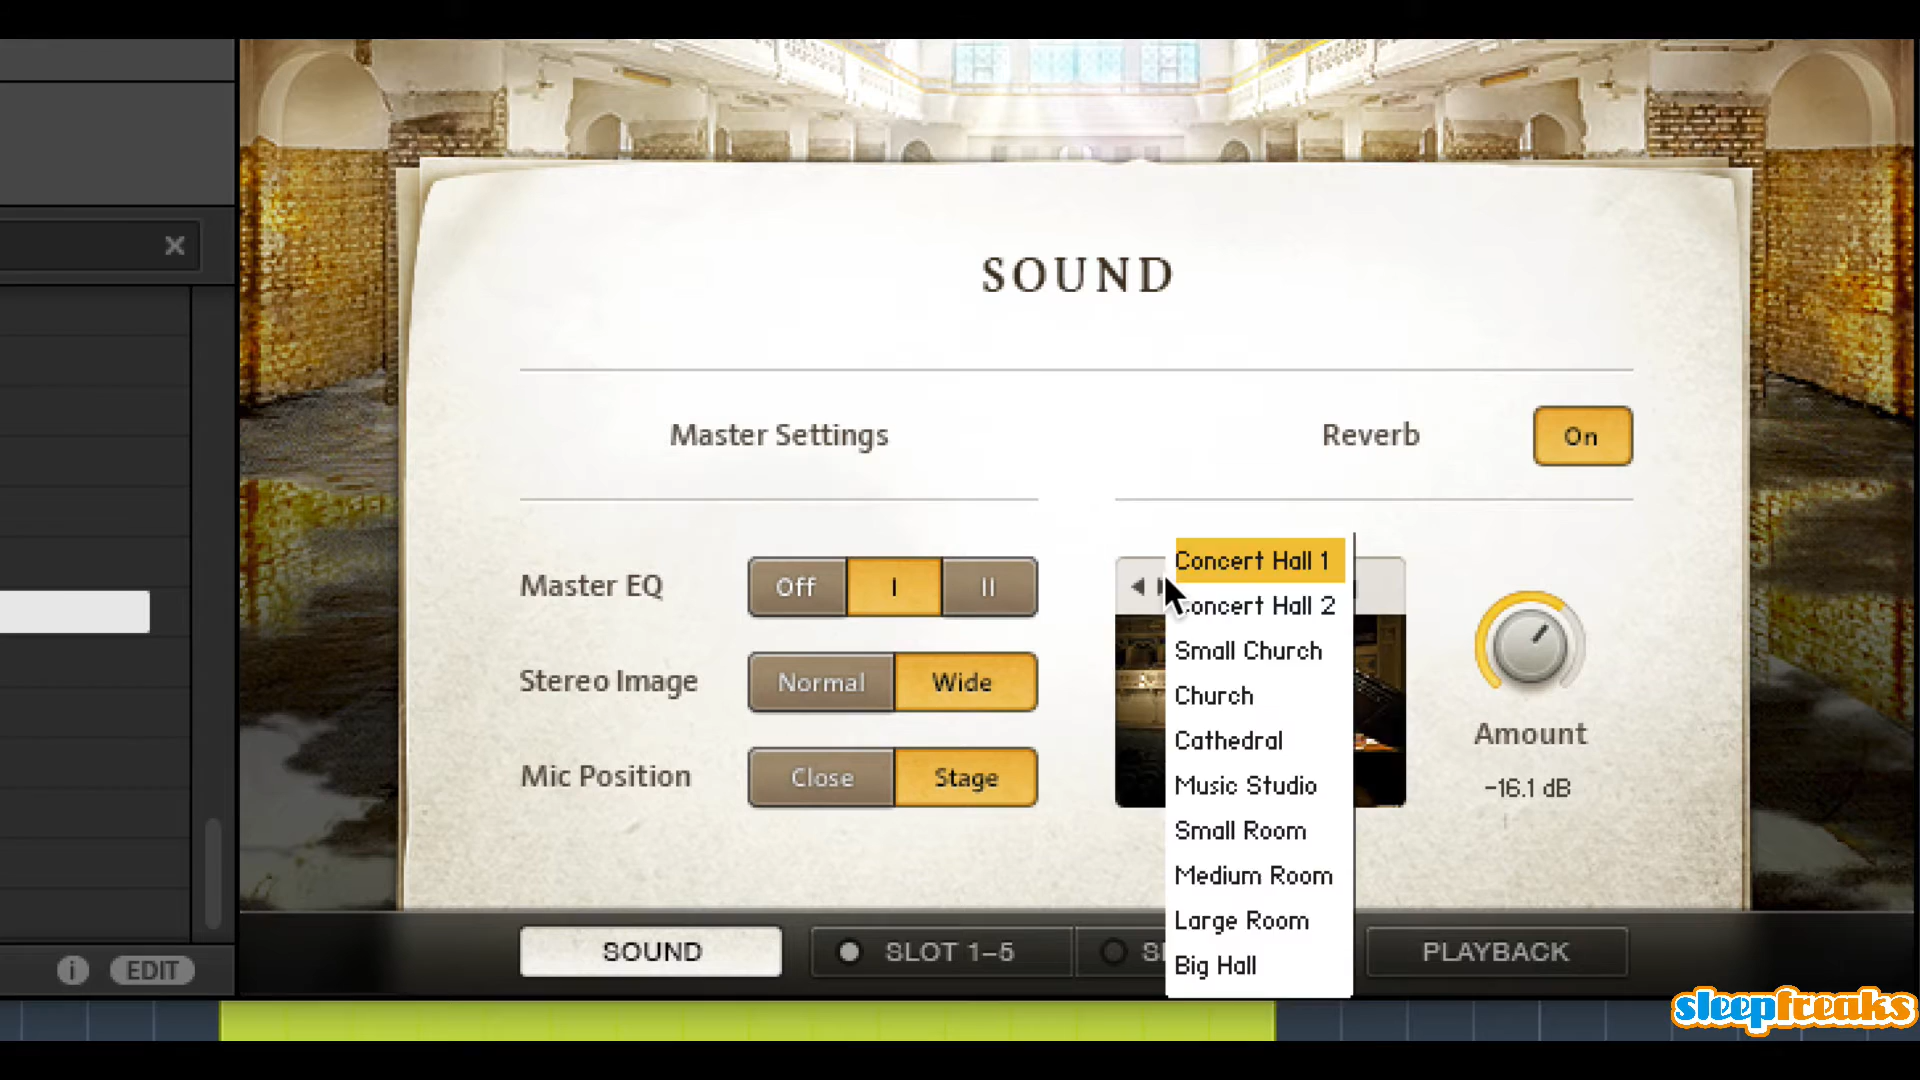 SOUND
Master Settings
Reverb
On
Master EQ
Off
I
II
Stereo Image
Normal
Wide
Mic Position
Close
Stage
Concert Hall 1
Concert Hall 2
Small Church
Church
Cathedral
Music Studio
Small Room
Medium Room
Large Room
Big Hall
Amount
-16.1 dB
i
EDIT
SOUND
SLOT 1-5
PLAYBACK
sleepfreaks